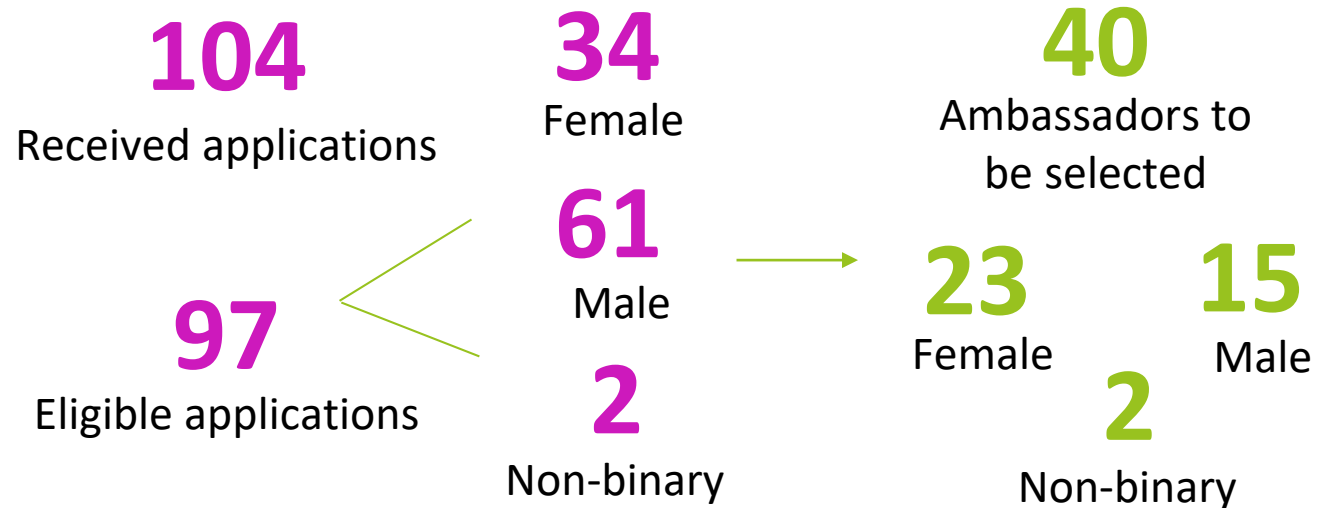 104
Received applications
97
Eligible applications
34
Female
61
Male
2
Non-binary
40
Ambassadors to
be selected
23
Female
15
Male
2
Non-binary